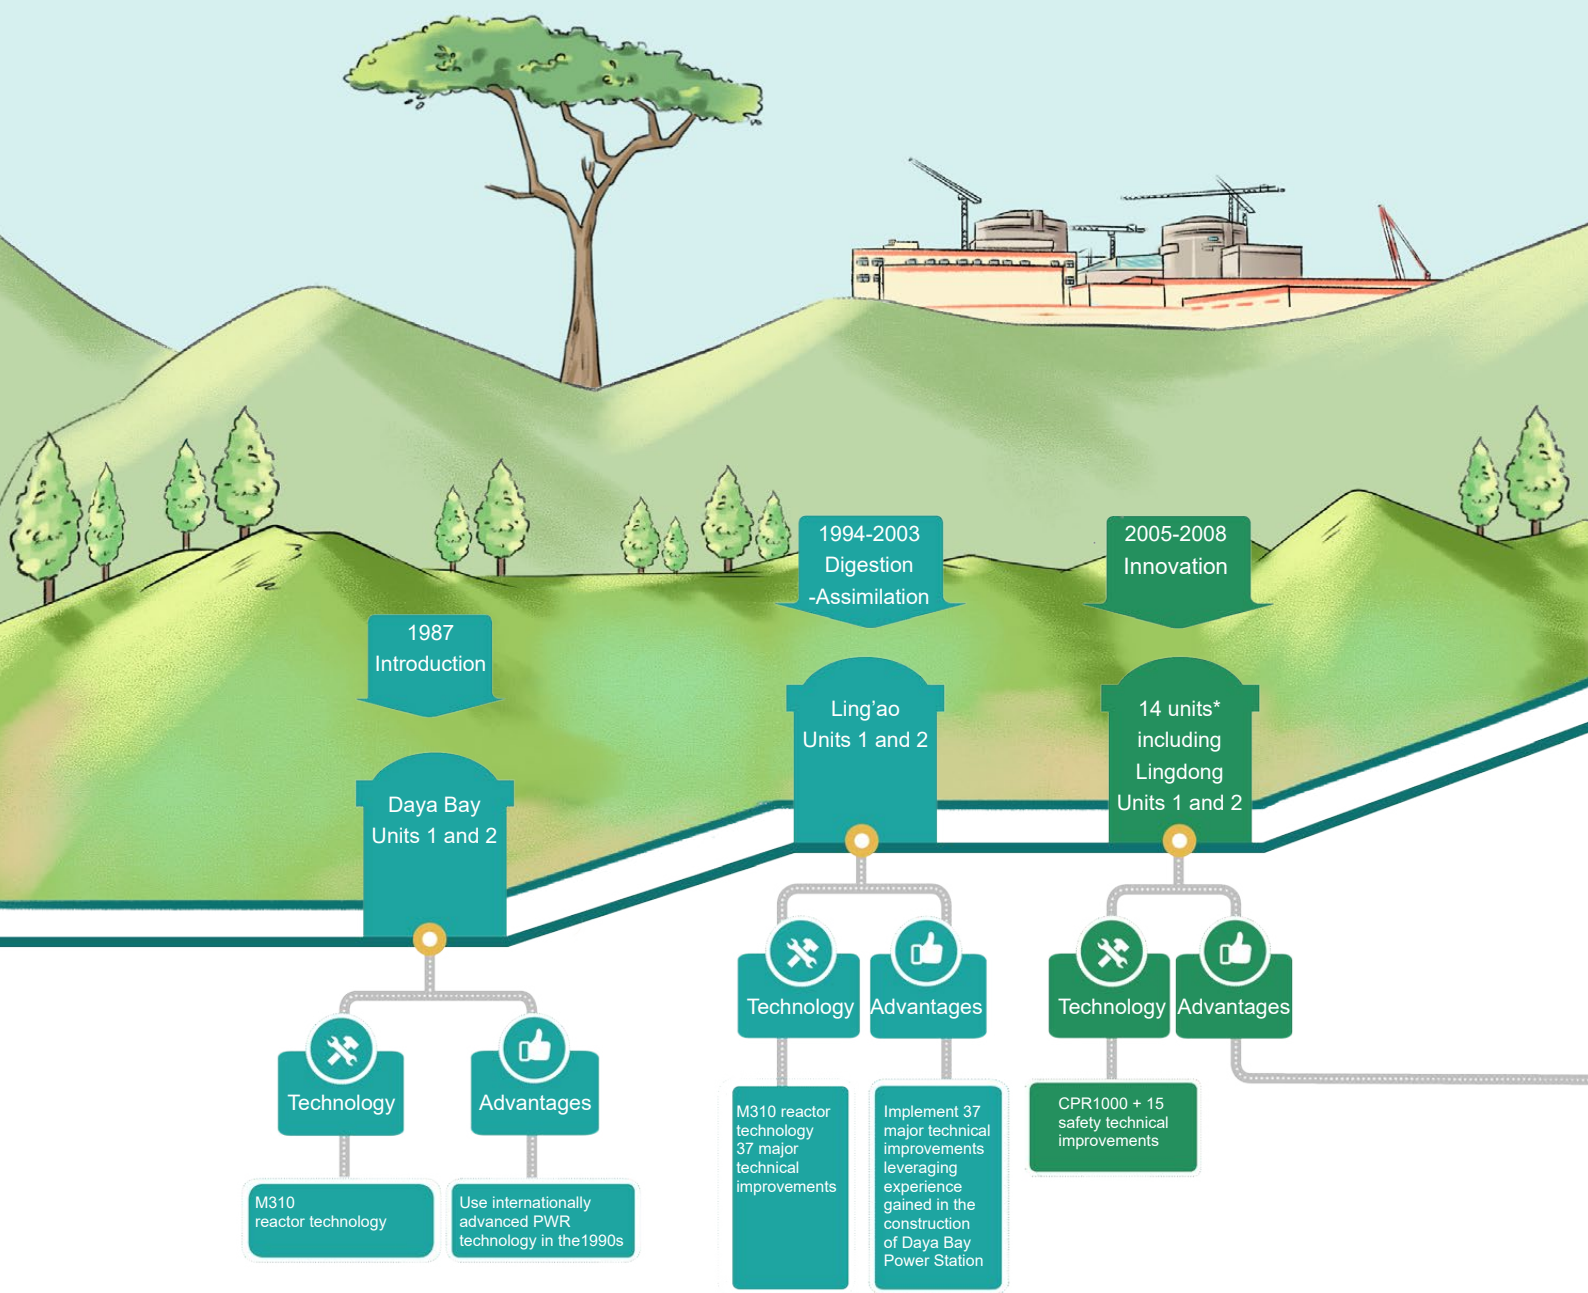 1987
Introduction
Daya Bay
Units 1 and 2
Technology
Advantages
M310
reactor technology
Use internationally
advanced PWR
technology in the1990s
1994-2003
Digestion
-Assimilation
Ling’ao
Units 1 and 2
Technology
Advantages
M310 reactor
technology
37 major
technical
improvements
Implement 37
major technical
improvements
leveraging
experience
gained in the
construction
of Daya Bay
Power Station
2005-2008
Innovation
14 units*
including
Lingdong
Units 1 and 2
Technology
Advantages
CPR1000 + 15
safety technical
improvements